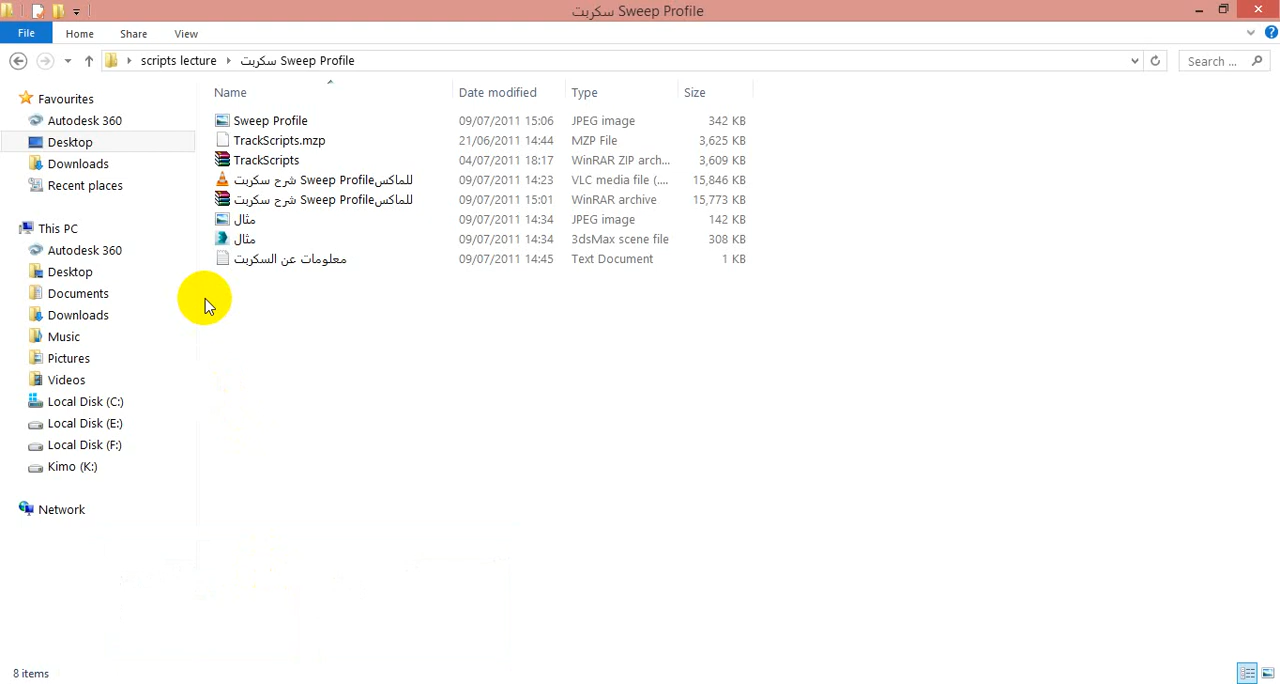 سكربت Sweep Profile
File Home Share View
scripts lecture سكربت Sweep Profile Search ...
Name Date modified Type Size
Favourites
Autodesk 360
Desktop
Downloads
Recent places
This PC
Autodesk 360
Desktop
Documents
Downloads
Music
Pictures
Videos
Local Disk (C:)
Local Disk (E:)
Local Disk (F:)
Kimo (K:)
Network
Sweep Profile 09/07/2011 15:06 JPEG image 342 KB
TrackScripts.mzp 21/06/2011 14:44 MZP File 3,625 KB
TrackScripts 04/07/2011 18:17 WinRAR ZIP arch... 3,609 KB
شرح سكربت Sweep Profileللماكس 09/07/2011 14:23 VLC media file (.... 15,846 KB
شرح سكربت Sweep Profileللماكس 09/07/2011 15:01 WinRAR archive 15,773 KB
مثال 09/07/2011 14:34 JPEG image 142 KB
مثال 09/07/2011 14:34 3dsMax scene file 308 KB
معلومات عن السكربت 09/07/2011 14:45 Text Document 1 KB
8 items